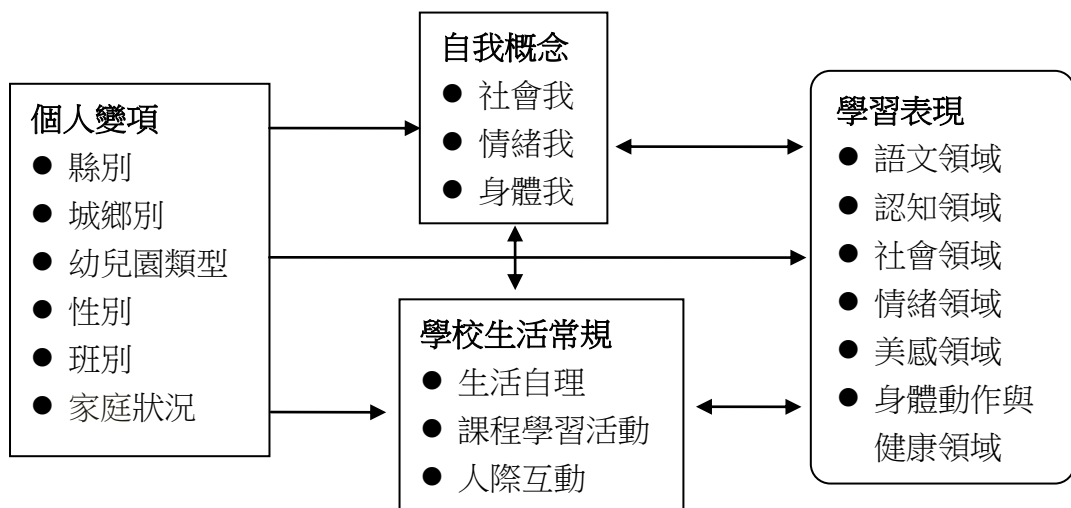 個人變項
● 縣別
● 城鄉別
● 幼兒園類型
● 性別
● 班別
● 家庭狀況
自我概念
● 社會我
● 情緒我
● 身體我
學校生活常規
● 生活自理
● 課程學習活動
● 人際互動
學習表現
● 語文領域
● 認知領域
● 社會領域
● 情緒領域
● 美感領域
● 身體動作與
健康領域